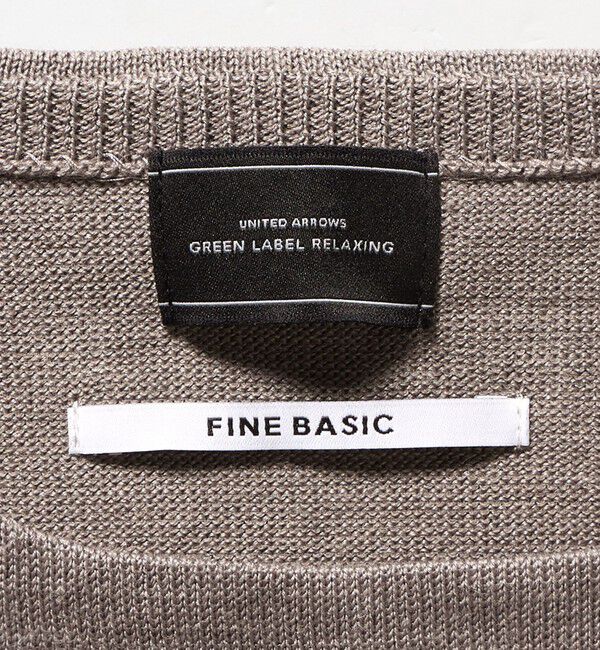 UNITED ARROWS
GREEN LABEL RELAXING
FINE BASIC